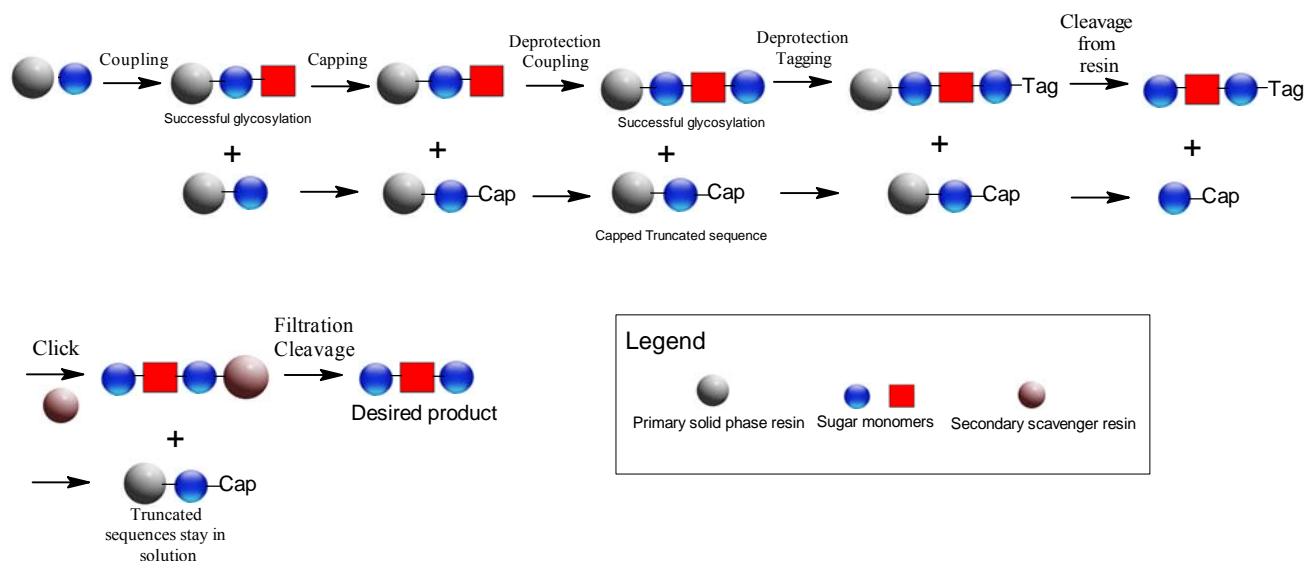 Coupling
Capping
Deprotection
Coupling
Deprotection
Tagging
Cleavage
from
resin
Successful glycosylation
Successful glycosylation
Tag
Tag
+
+
+
+
+
Cap
Cap
Cap
Cap
Capped Truncated sequence
Click
Filtration
Cleavage
Desired product
+
Cap
Truncated
sequences stay in
solution
Legend
Primary solid phase resin
Sugar monomers
Secondary scavenger resin